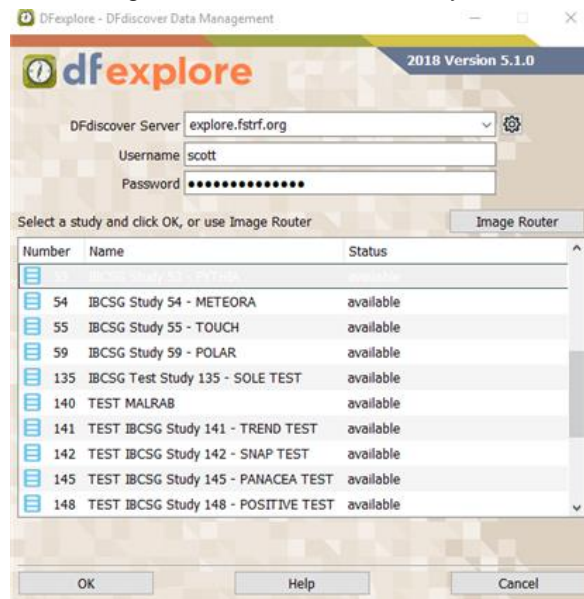 DFexplore - DFdiscover Data Management
dfexplore
2018 Version 5.1.0
DFdiscover Server explore.fstrf.org
Username scott
Password ●●●●●●●●●●●●●●
Select a study and click OK, or use Image Router
Image Router
Number Name Status
54 IBCSG Study 54 - METEORA available
55 IBCSG Study 55 - TOUCH available
59 IBCSG Study 59 - POLAR available
135 IBCSG Test Study 135 - SOLE TEST available
140 TEST MALRAB available
141 TEST IBCSG Study 141 - TREND TEST available
142 TEST IBCSG Study 142 - SNAP TEST available
145 TEST IBCSG Study 145 - PANACEA TEST available
148 TEST IBCSG Study 148 - POSITIVE TEST available
OK Help Cancel